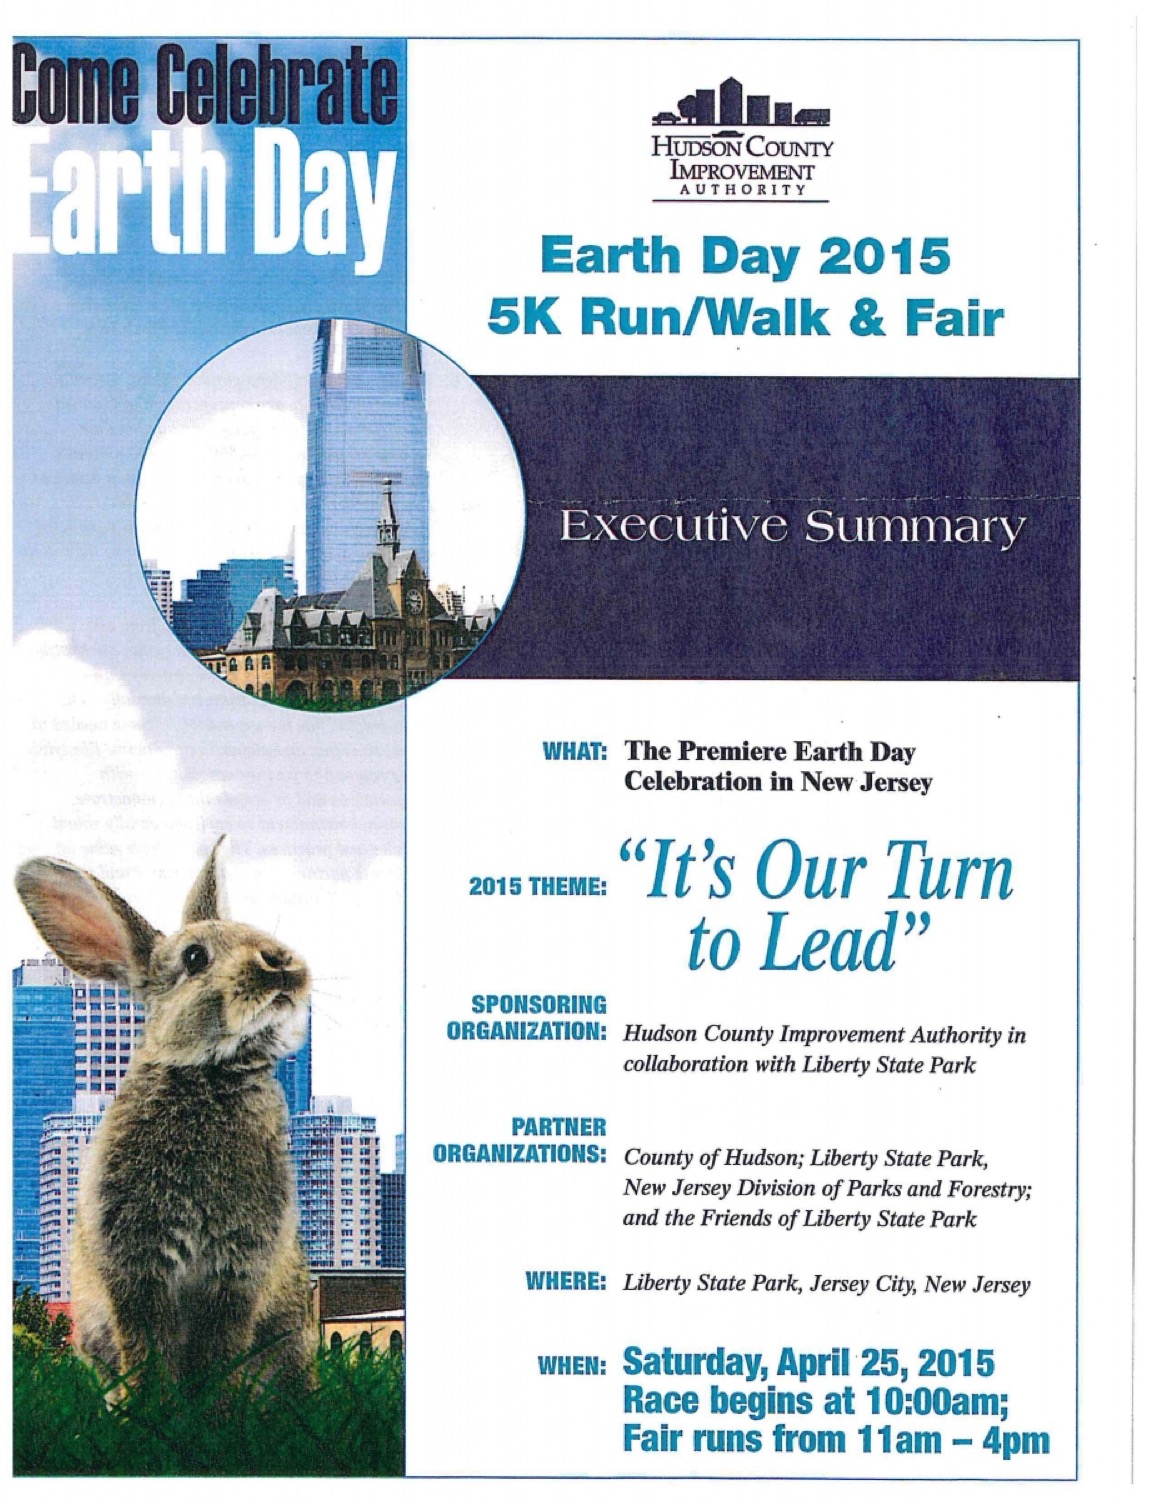 Come Celebrate
Earth Day
HUDSON COUNTY
IMPROVEMENT
AUTHORITY
Earth Day 2015
5K Run/Walk & Fair
Executive Summary
WHAT: The Premiere Earth Day
Celebration in New Jersey
2015 THEME: “It’s Our Turn
to Lead”
SPONSORING
ORGANIZATION: Hudson County Improvement Authority in
collaboration with Liberty State Park
PARTNER
ORGANIZATIONS: County of Hudson; Liberty State Park,
New Jersey Division of Parks and Forestry;
and the Friends of Liberty State Park
WHERE: Liberty State Park, Jersey City, New Jersey
WHEN: Saturday, April 25, 2015
Race begins at 10:00am;
Fair runs from 11am – 4pm